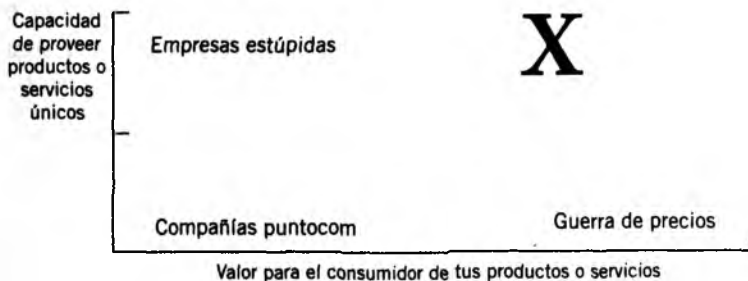 Capacidad
de proveer
productos o
servicios
únicos
Empresas estúpidas
X
Compañías puntocom
Guerra de precios
Valor para el consumidor de tus productos o servicios